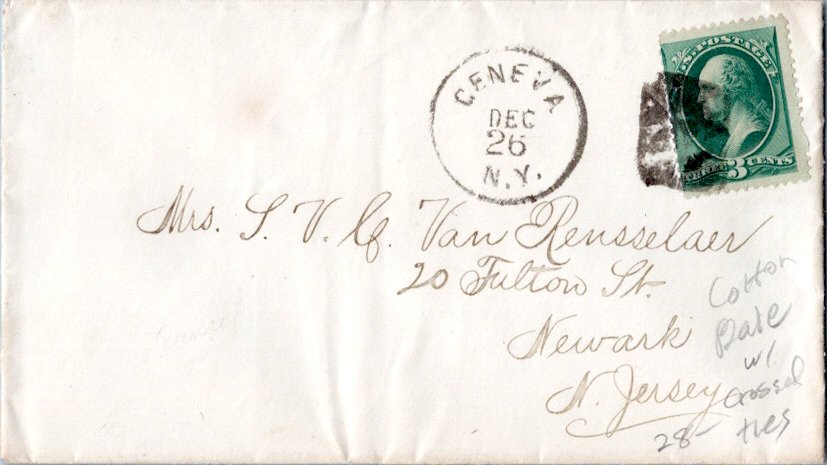 GENEVA
DEC
26
N.Y.
U.S. POSTAGE
THREE 3 CENTS
Mrs. S. V. C. Van Rensselaer
20 Fulton St.
Newark
N. Jersey
Cotton
Bale
w/
crossed
ties
28-